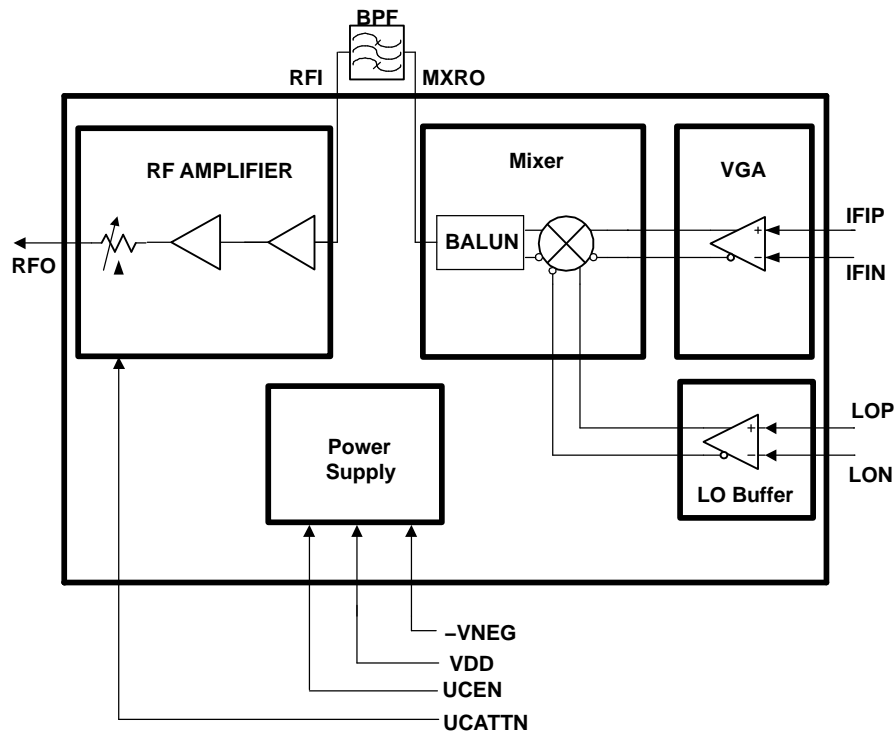 BPF
RFI
MXRO
RF AMPLIFIER
Mixer
VGA
IFIP
+
BALUN
RFO
−
IFIN
LOP
+
Power
Supply
−
LON
LO Buffer
−VNEG
VDD
UCEN
UCATTN